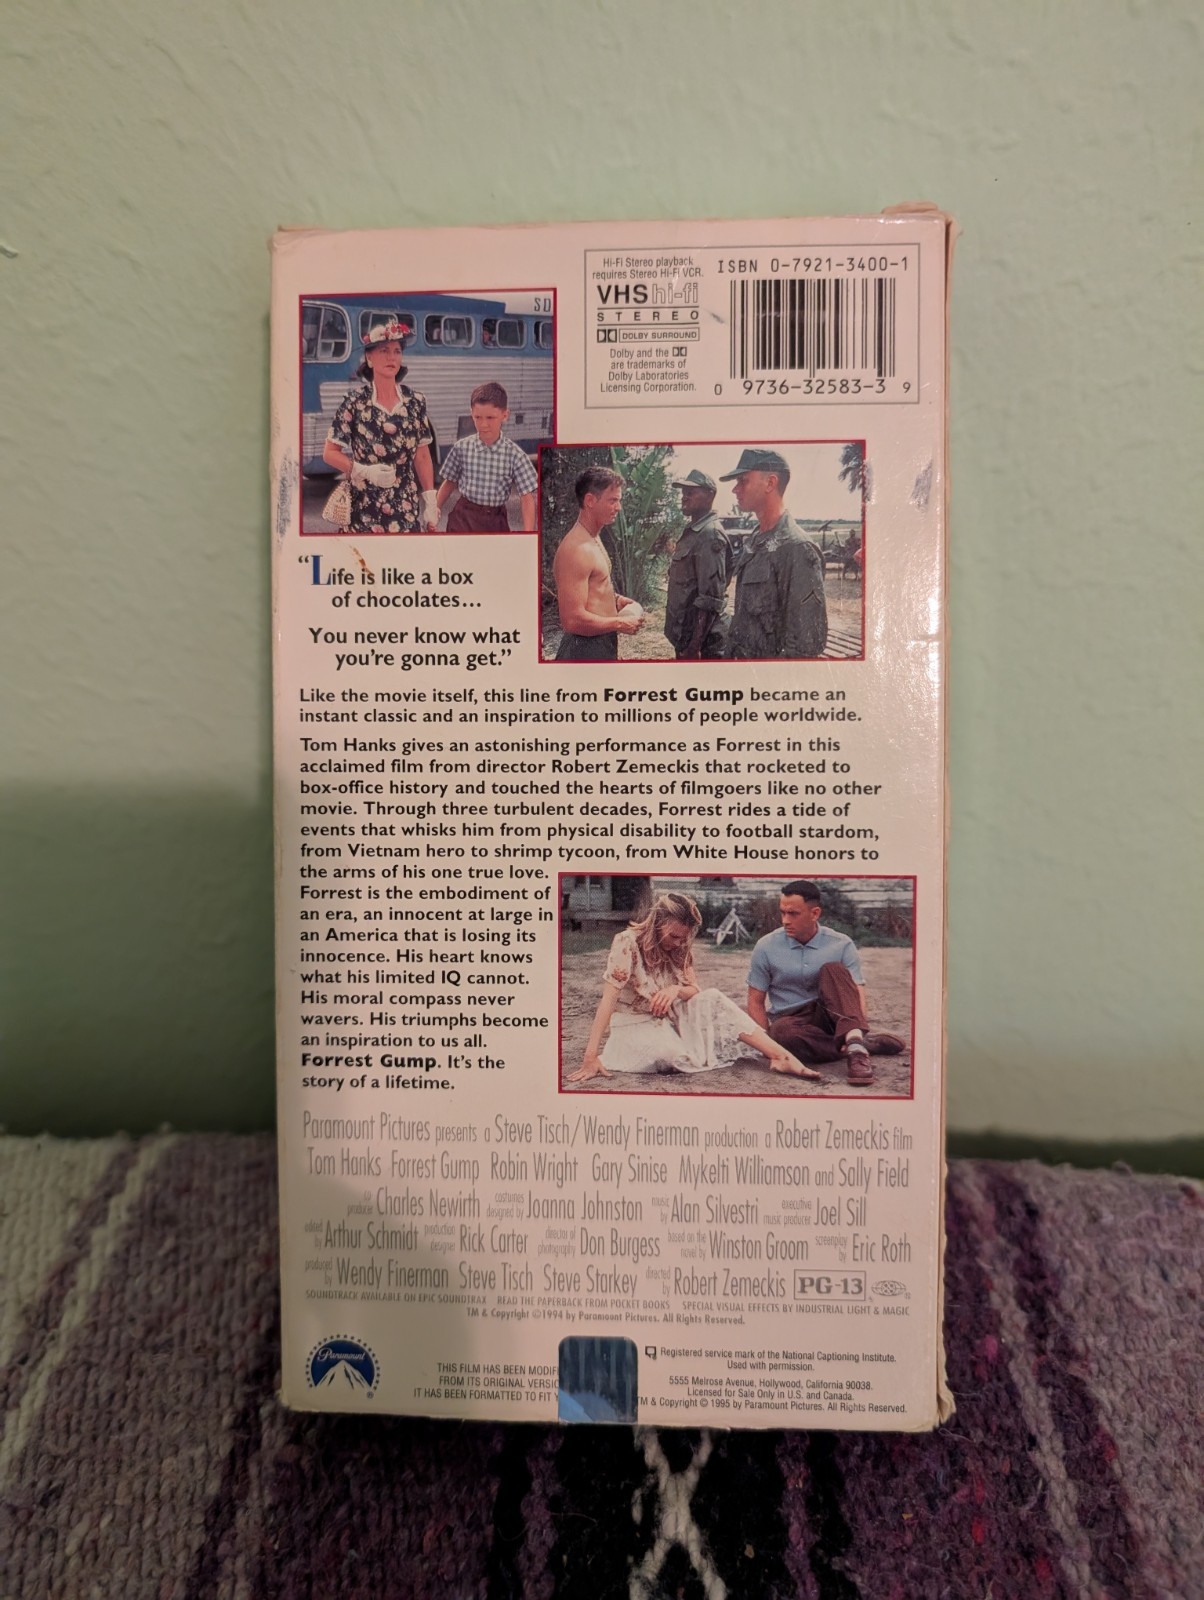 Hi-Fi Stereo playback
requires Stereo Hi-Fi VCR.
VHS hi-fi
STEREO
DOLBY SURROUND
Dolby and the
are trademarks of
Dolby Laboratories
Licensing Corporation.
ISBN 0-7921-3400-1
0 9736-32583-3 9
SD
“Life is like a box
of chocolates...
You never know what
you're gonna get.”
Like the movie itself, this line from Forrest Gump became an
instant classic and an inspiration to millions of people worldwide.
Tom Hanks gives an astonishing performance as Forrest in this
acclaimed film from director Robert Zemeckis that rocketed to
box-office history and touched the hearts of filmgoers like no other
movie. Through three turbulent decades, Forrest rides a tide of
events that whisks him from physical disability to football stardom,
from Vietnam hero to shrimp tycoon, from White House honors to
the arms of his one true love.
Forrest is the embodiment of
an era, an innocent at large in
an America that is losing its
innocence. His heart knows
what his limited IQ cannot.
His moral compass never
wavers. His triumphs become
an inspiration to us all.
Forrest Gump. It's the
story of a lifetime.
Paramount Pictures presents a Steve Tisch/Wendy Finerman production a Robert Zemeckis film
Tom Hanks Forrest Gump Robin Wright Gary Sinise Mykelti Williamson and Sally Field
co producer Charles Newirth costumes designed by Joanna Johnston music by Alan Silvestri executive music producer Joel Sill
edited by Arthur Schmidt production designer Rick Carter director of photography Don Burgess based on the novel by Winston Groom screenplay by Eric Roth
produced by Wendy Finerman Steve Tisch Steve Starkey directed by Robert Zemeckis PG-13
SOUNDTRACK AVAILABLE ON EPIC SOUNDTRAX READ THE PAPERBACK FROM POCKET BOOKS SPECIAL VISUAL EFFECTS BY INDUSTRIAL LIGHT & MAGIC
TM & Copyright ©1994 by Paramount Pictures. All Rights Reserved.
Paramount
THIS FILM HAS BEEN MODIF
FROM ITS ORIGINAL VERSIO
IT HAS BEEN FORMATTED TO FIT Y
Registered service mark of the National Captioning Institute.
Used with permission.
5555 Melrose Avenue, Hollywood, California 90038.
Licensed for Sale Only in U.S. and Canada.
TM & Copyright © 1995 by Paramount Pictures. All Rights Reserved.